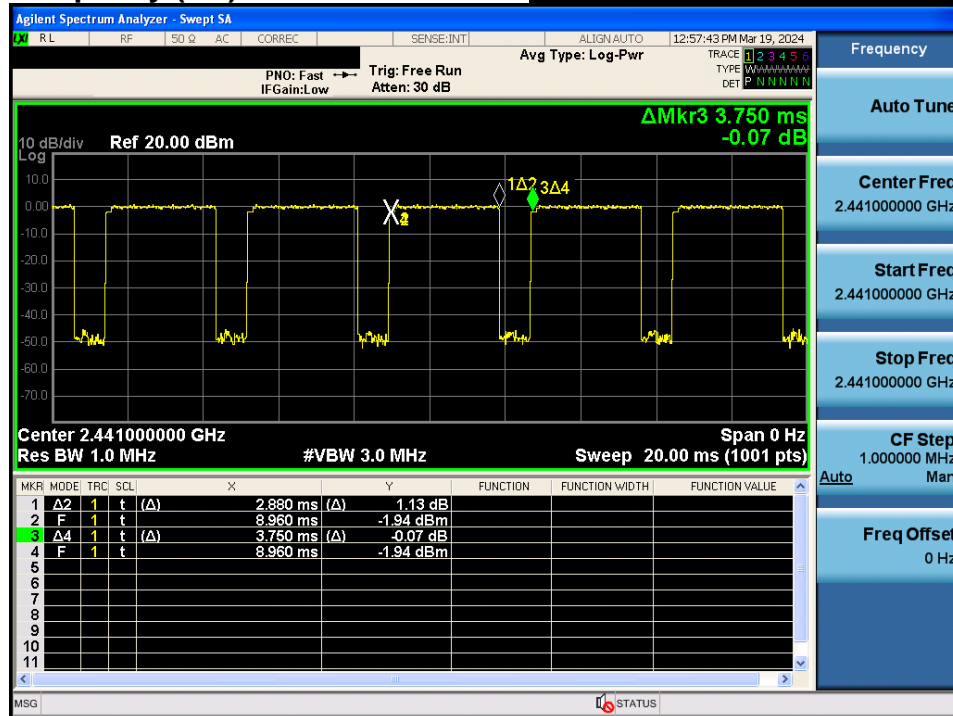 Agilent Spectrum Analyzer - Swept SA
LXI RL RF 50 Ω AC CORREC SENSE:INT ALIGN AUTO 12:57:43 PM Mar 19, 2024
Avg Type: Log-Pwr TRACE 1 2 3 4 5 6
PNO: Fast Trig: Free Run TYPE WWWWWW
IFGain:Low Atten: 30 dB DET P N N N N N
ΔMkr3 3.750 ms
-0.07 dB
10 dB/div Ref 20.00 dBm
Log
10.0
0.00
-10.0
-20.0
-30.0
-40.0
-50.0
-60.0
-70.0
1Δ2 3Δ4
Center 2.441000000 GHz Span 0 Hz
Res BW 1.0 MHz #VBW 3.0 MHz Sweep 20.00 ms (1001 pts)
MKR MODE TRC SCL X Y FUNCTION FUNCTION WIDTH FUNCTION VALUE
1 Δ2 1 t (Δ) 2.880 ms (Δ) 1.13 dB
2 F 1 t 8.960 ms -1.94 dBm
3 Δ4 1 t (Δ) 3.750 ms (Δ) -0.07 dB
4 F 1 t 8.960 ms -1.94 dBm
5
6
7
8
9
10
11
MSG STATUS
Frequency
Auto Tune
Center Freq
2.441000000 GHz
Start Freq
2.441000000 GHz
Stop Freq
2.441000000 GHz
CF Step
1.000000 MHz
Auto Man
Freq Offset
0 Hz